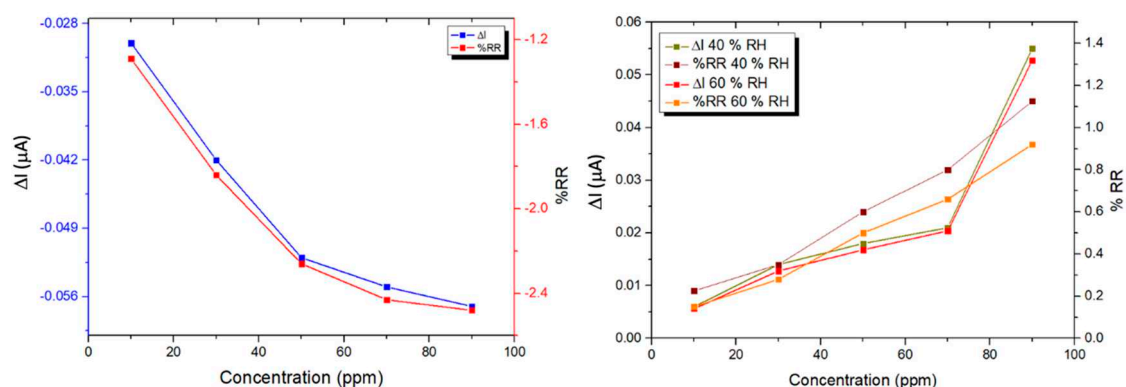 -0.028
-0.035
-0.042
-0.049
-0.056
ΔI (μA)
ΔI
%RR
-1.2
-1.6
-2.0
-2.4
%RR
0 20 40 60 80 100
Concentration (ppm)
0.06
0.05
0.04
0.03
0.02
0.01
0.00
ΔI (μA)
ΔI 40 % RH
%RR 40 % RH
ΔI 60 % RH
%RR 60 % RH
1.4
1.2
1.0
0.8
0.6
0.4
0.2
0.0
% RR
0 20 40 60 80 100
Concentration (ppm)